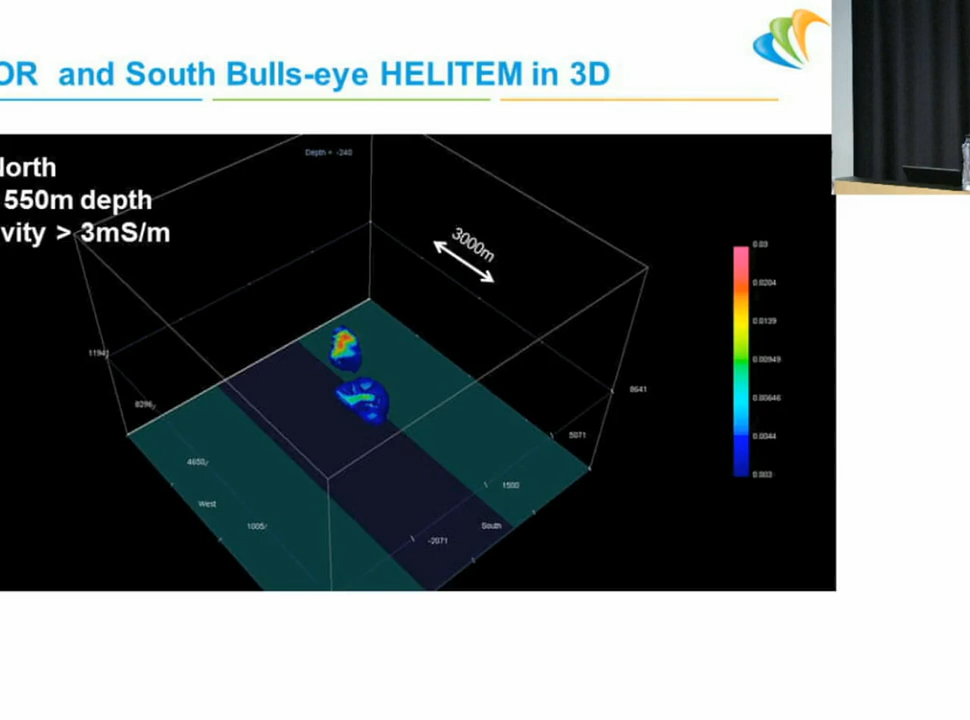 OR and South Bulls-eye HELITEM in 3D
lorth
550m depth
vity > 3mS/m
Depth = -240
3000m
0.03
0.0204
0.0139
0.00949
0.00646
0.0044
0.003
11941
8296
4650
West
1005
8641
5071
1500
South
-2071